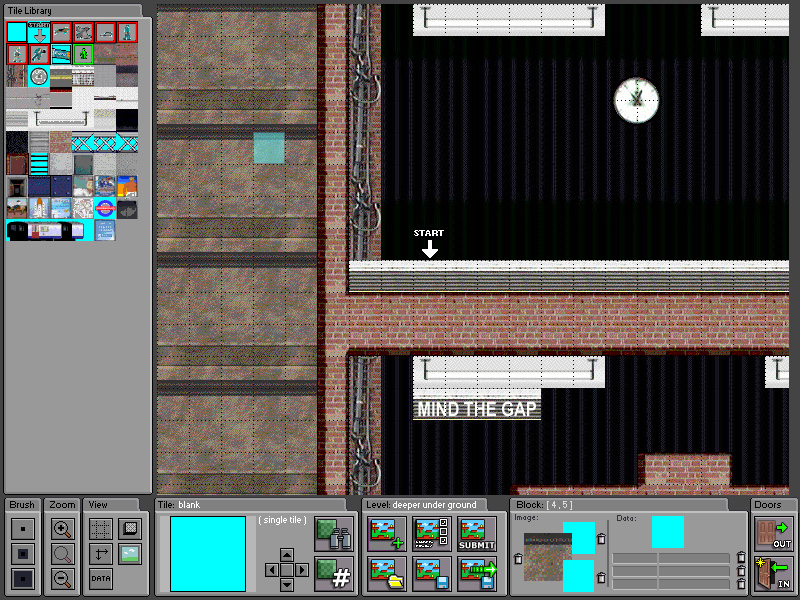 Tile Library
START
START
MIND THE GAP
Brush
Zoom
View
DATA
Tile: blank
( single tile )
#
Level: deeper under ground
SUBMIT
Block: [ 4 , 5 ]
Image:
Data:
Doors
OUT
IN